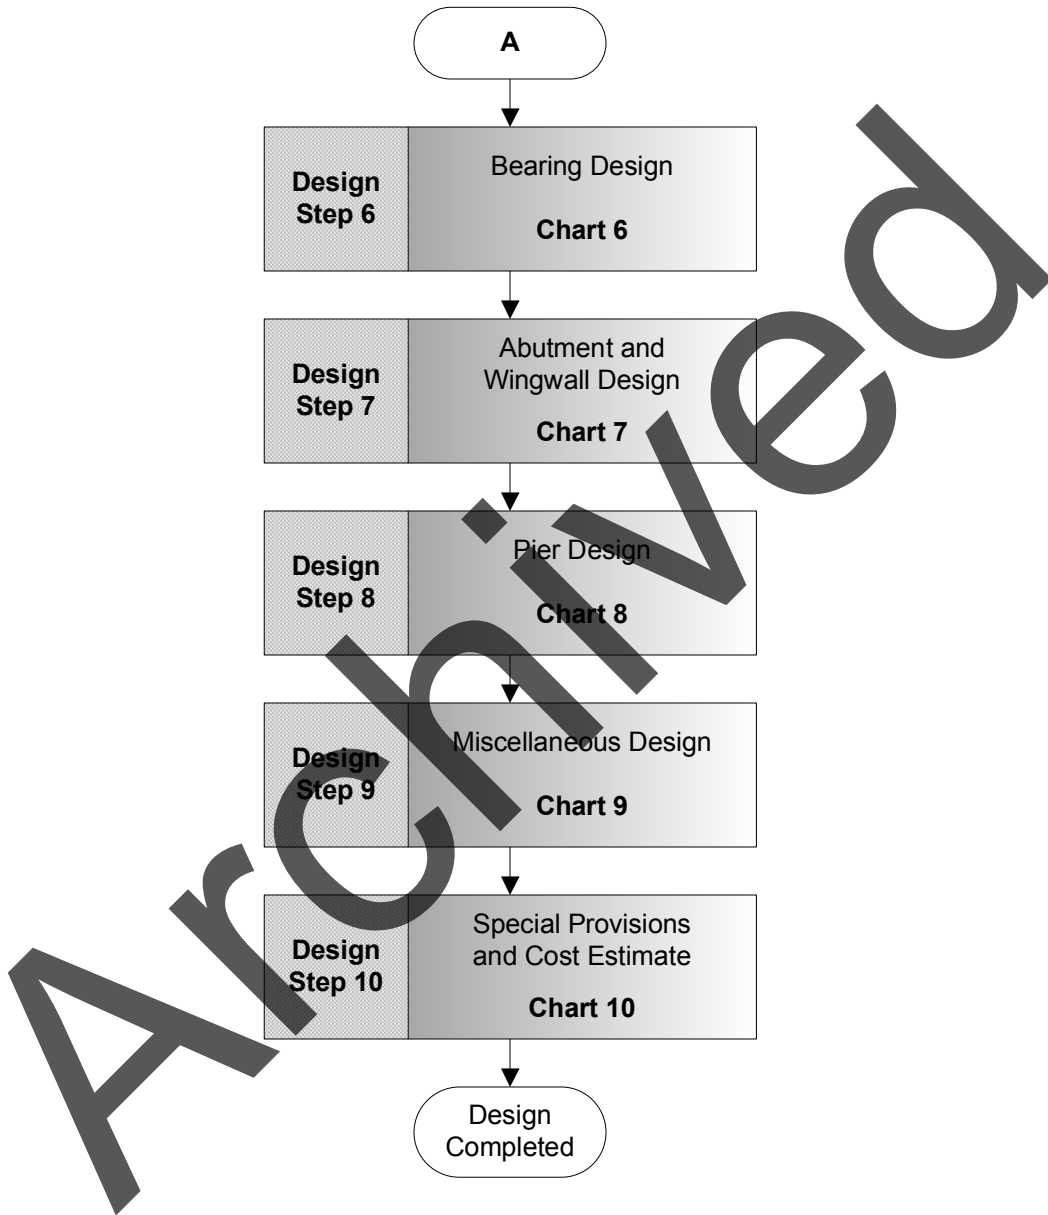 A
Design
Step 6
Bearing Design
Chart 6
Design
Step 7
Abutment and
Wingwall Design
Chart 7
Design
Step 8
Pier Design
Chart 8
Design
Step 9
Miscellaneous Design
Chart 9
Design
Step 10
Special Provisions
and Cost Estimate
Chart 10
Design
Completed
Archived